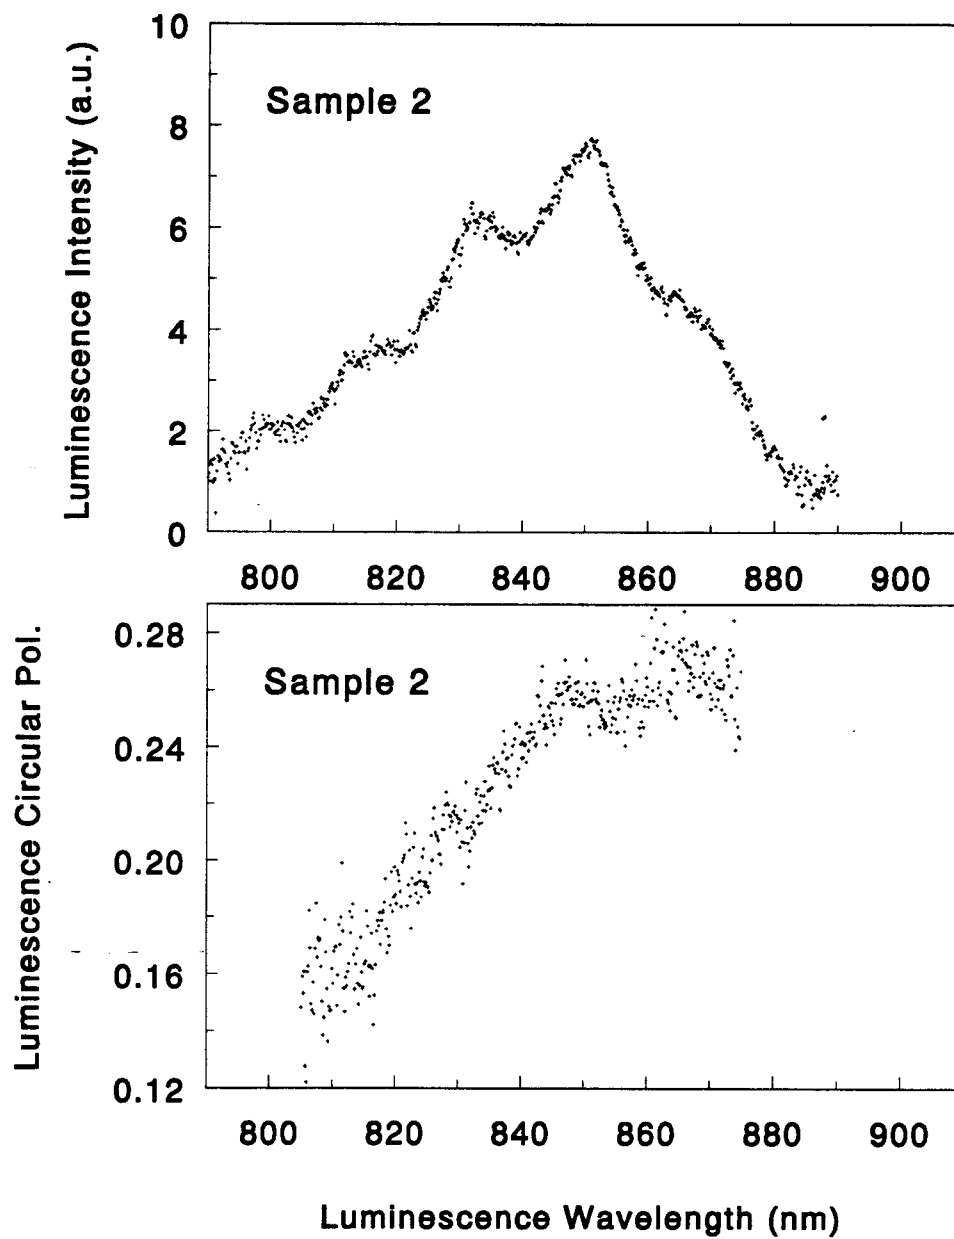 Luminescence Intensity (a.u.)
10
8
6
4
2
0
Sample 2
800 820 840 860 880 900
Luminescence Circular Pol.
0.28
0.24
0.20
0.16
0.12
Sample 2
800 820 840 860 880 900
Luminescence Wavelength (nm)